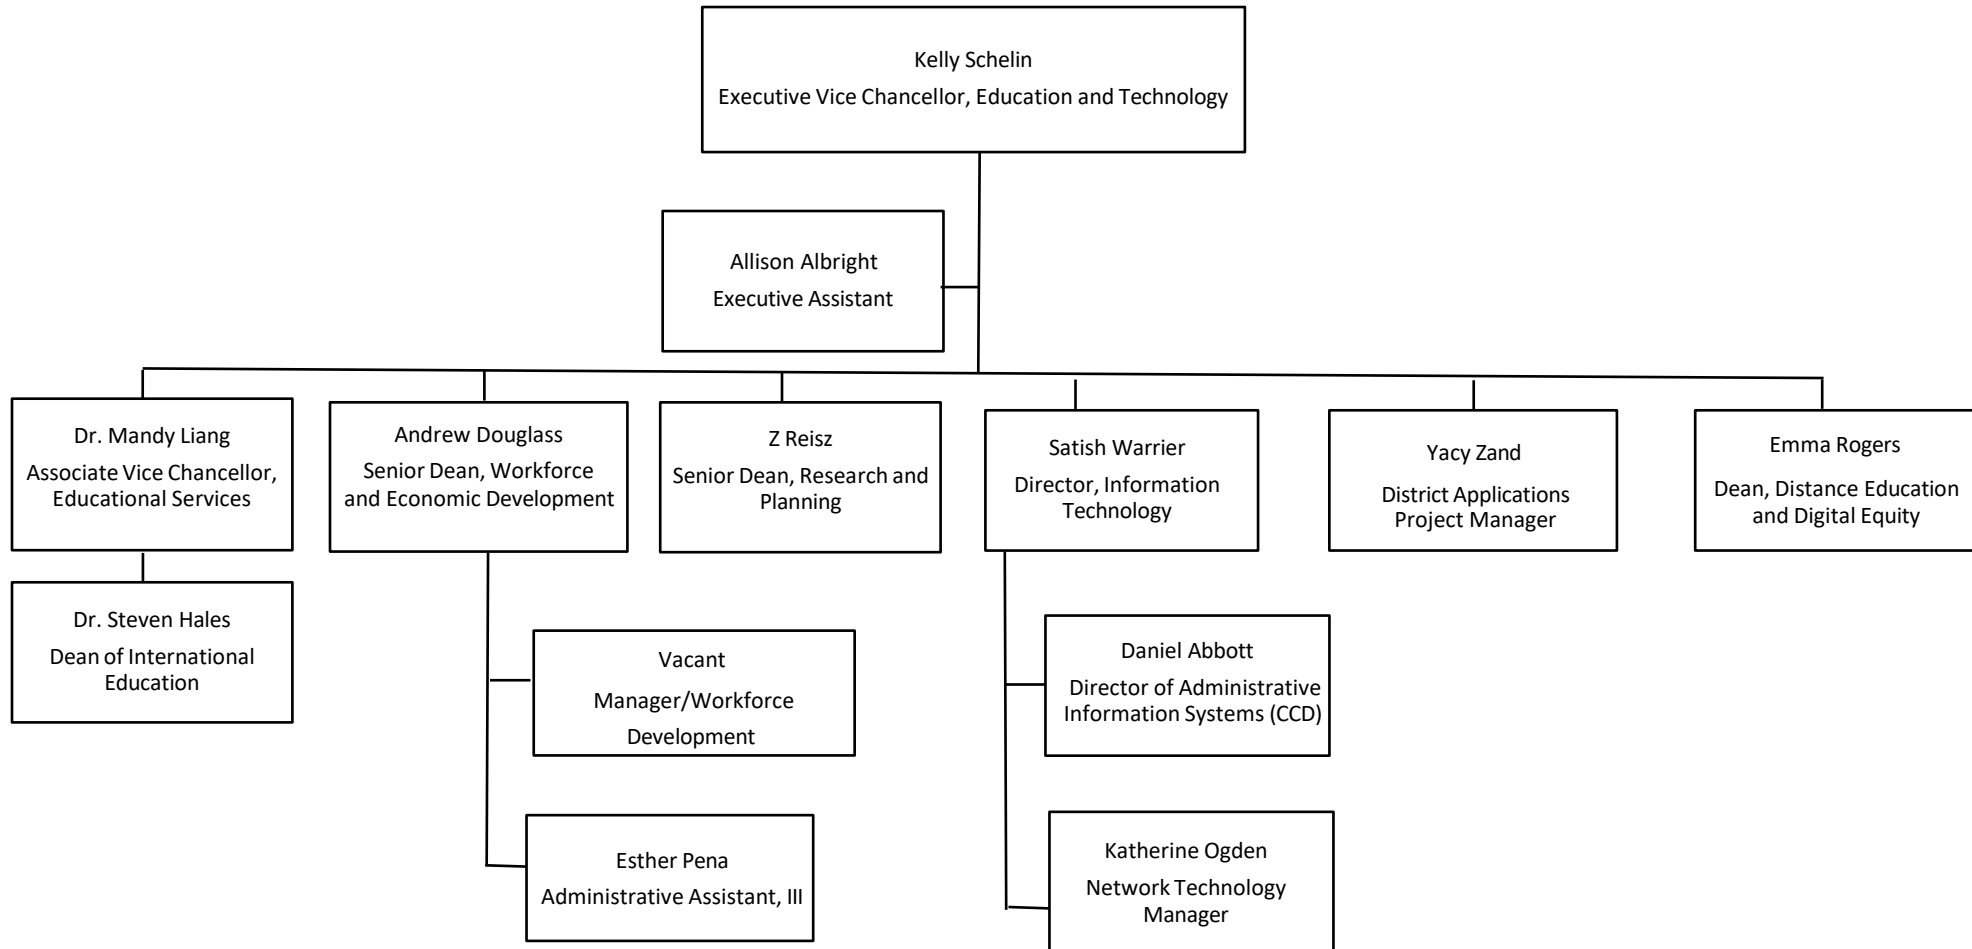 Kelly Schelin
Executive Vice Chancellor, Education and Technology
Allison Albright
Executive Assistant
Dr. Mandy Liang
Associate Vice Chancellor,
Educational Services
Andrew Douglass
Senior Dean, Workforce
and Economic Development
Z Reisz
Senior Dean, Research and
Planning
Satish Warrier
Director, Information
Technology
Yacy Zand
District Applications
Project Manager
Emma Rogers
Dean, Distance Education
and Digital Equity
Dr. Steven Hales
Dean of International
Education
Vacant
Manager/Workforce
Development
Daniel Abbott
Director of Administrative
Information Systems (CCD)
Esther Pena
Administrative Assistant, III
Katherine Ogden
Network Technology
Manager